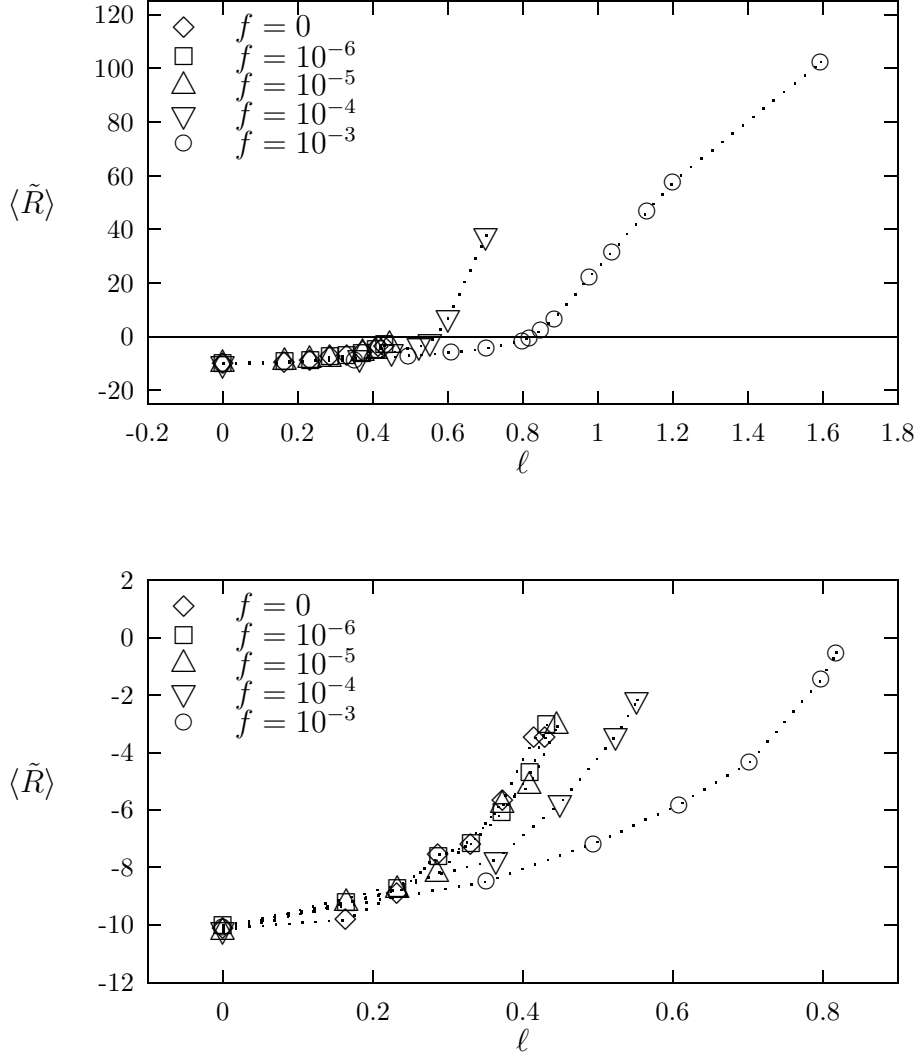 120
100
80
60
40
20
0
-20
⟨R̃⟩
f = 0
f = 10⁻⁶
f = 10⁻⁵
f = 10⁻⁴
f = 10⁻³
-0.2 0 0.2 0.4 0.6 0.8 1 1.2 1.4 1.6 1.8
ℓ
2
0
-2
-4
-6
-8
-10
-12
⟨R̃⟩
f = 0
f = 10⁻⁶
f = 10⁻⁵
f = 10⁻⁴
f = 10⁻³
0 0.2 0.4 0.6 0.8
ℓ